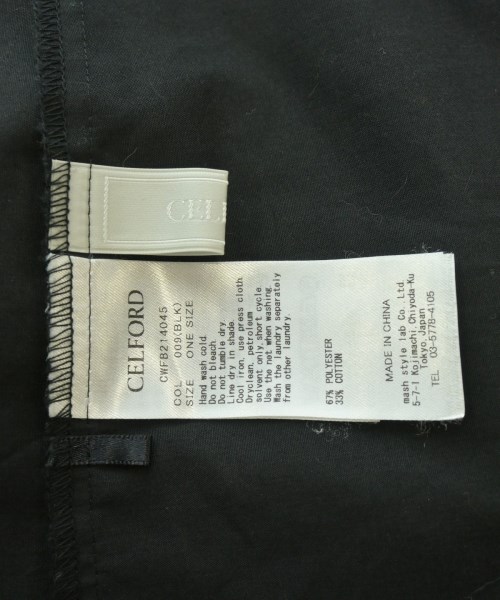 CEL
CELFORD
CWFB214045
COL 009(BLK)
SIZE ONE SIZE
Hand wash cold.
Do not bleach.
Do not tumble dry.
Line dry in shade.
Cool iron, use press cloth
Dryclean, petroleum
solvent only,short cycle
Use the net when washing.
Wash the laundry separately
from other laundry.
67% POLYESTER
33% COTTON
MADE IN CHINA
mash style lab Co.,Ltd.
5-7-1 Kojimachi,Chiyoda-Ku
Tokyo,Japan
TEL 03-5778-4105